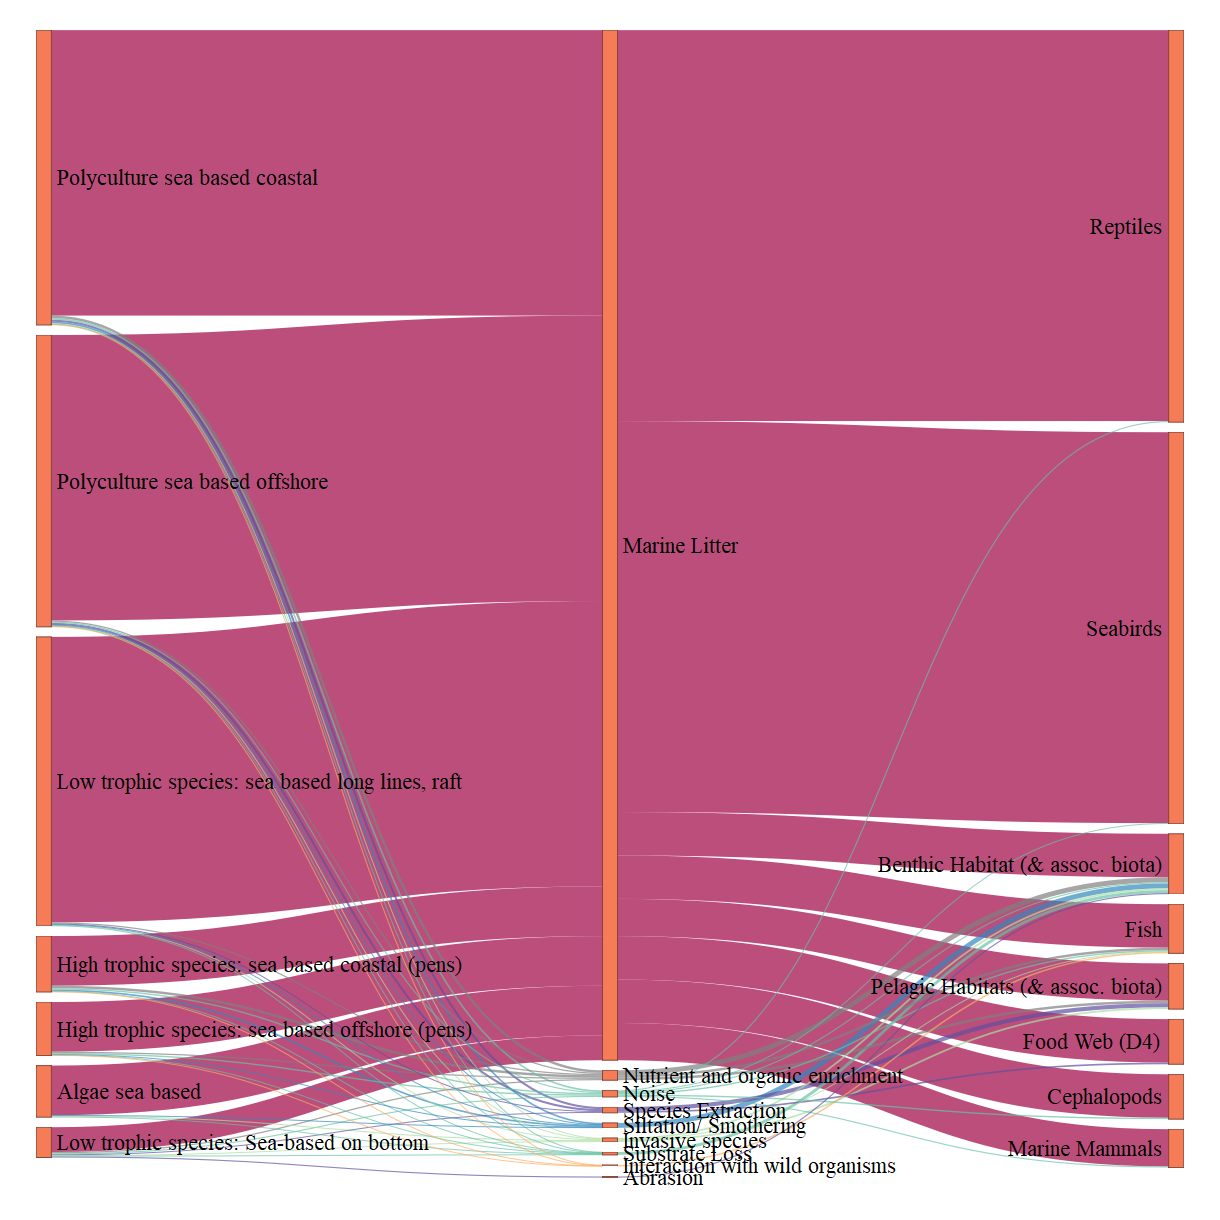 Polyculture sea based coastal
Polyculture sea based offshore
Low trophic species: sea based long lines, raft
High trophic species: sea based coastal (pens)
High trophic species: sea based offshore (pens)
Algae sea based
Low trophic species: Sea-based on bottom
Marine Litter
Nutrient and organic enrichment
Noise
Species Extraction
Siltation/ Smothering
Invasive species
Substrate Loss
Interaction with wild organisms
Abrasion
Reptiles
Seabirds
Benthic Habitat (& assoc. biota)
Fish
Pelagic Habitats (& assoc. biota)
Food Web (D4)
Cephalopods
Marine Mammals